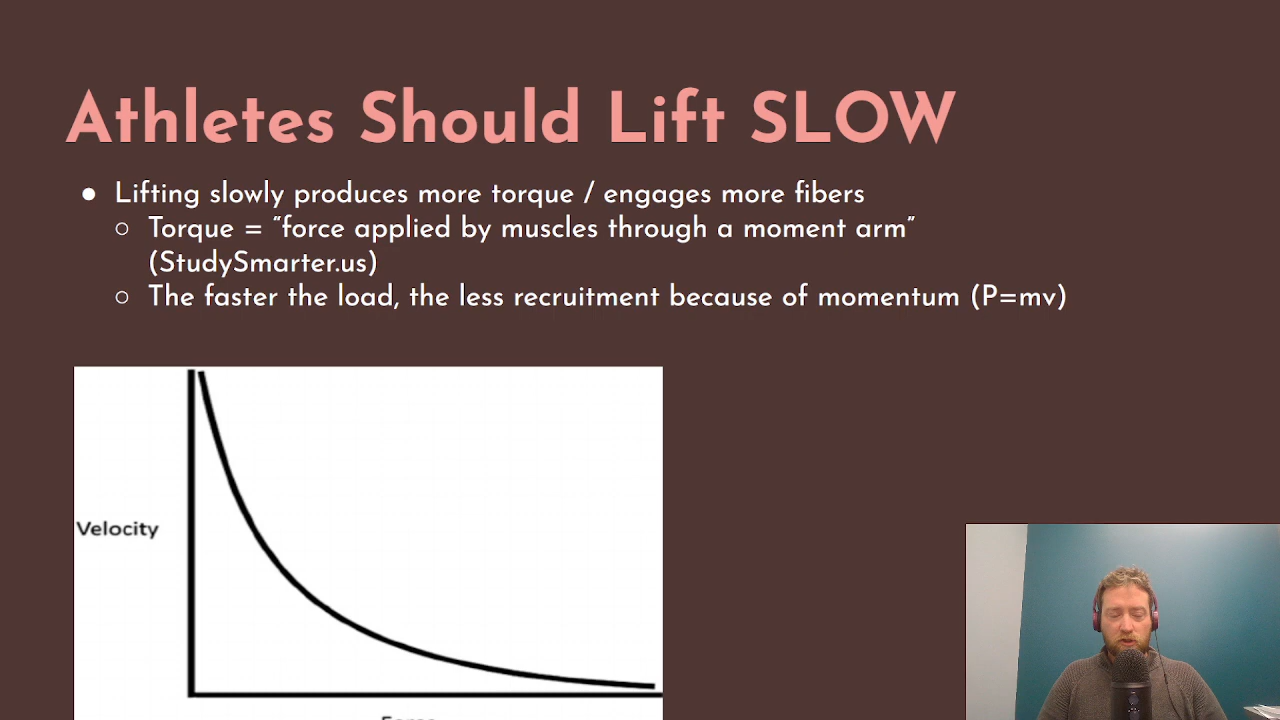 Athletes Should Lift SLOW
● Lifting slowly produces more torque / engages more fibers
○ Torque = “force applied by muscles through a moment arm”
(StudySmarter.us)
○ The faster the load, the less recruitment because of momentum (P=mv)
Velocity